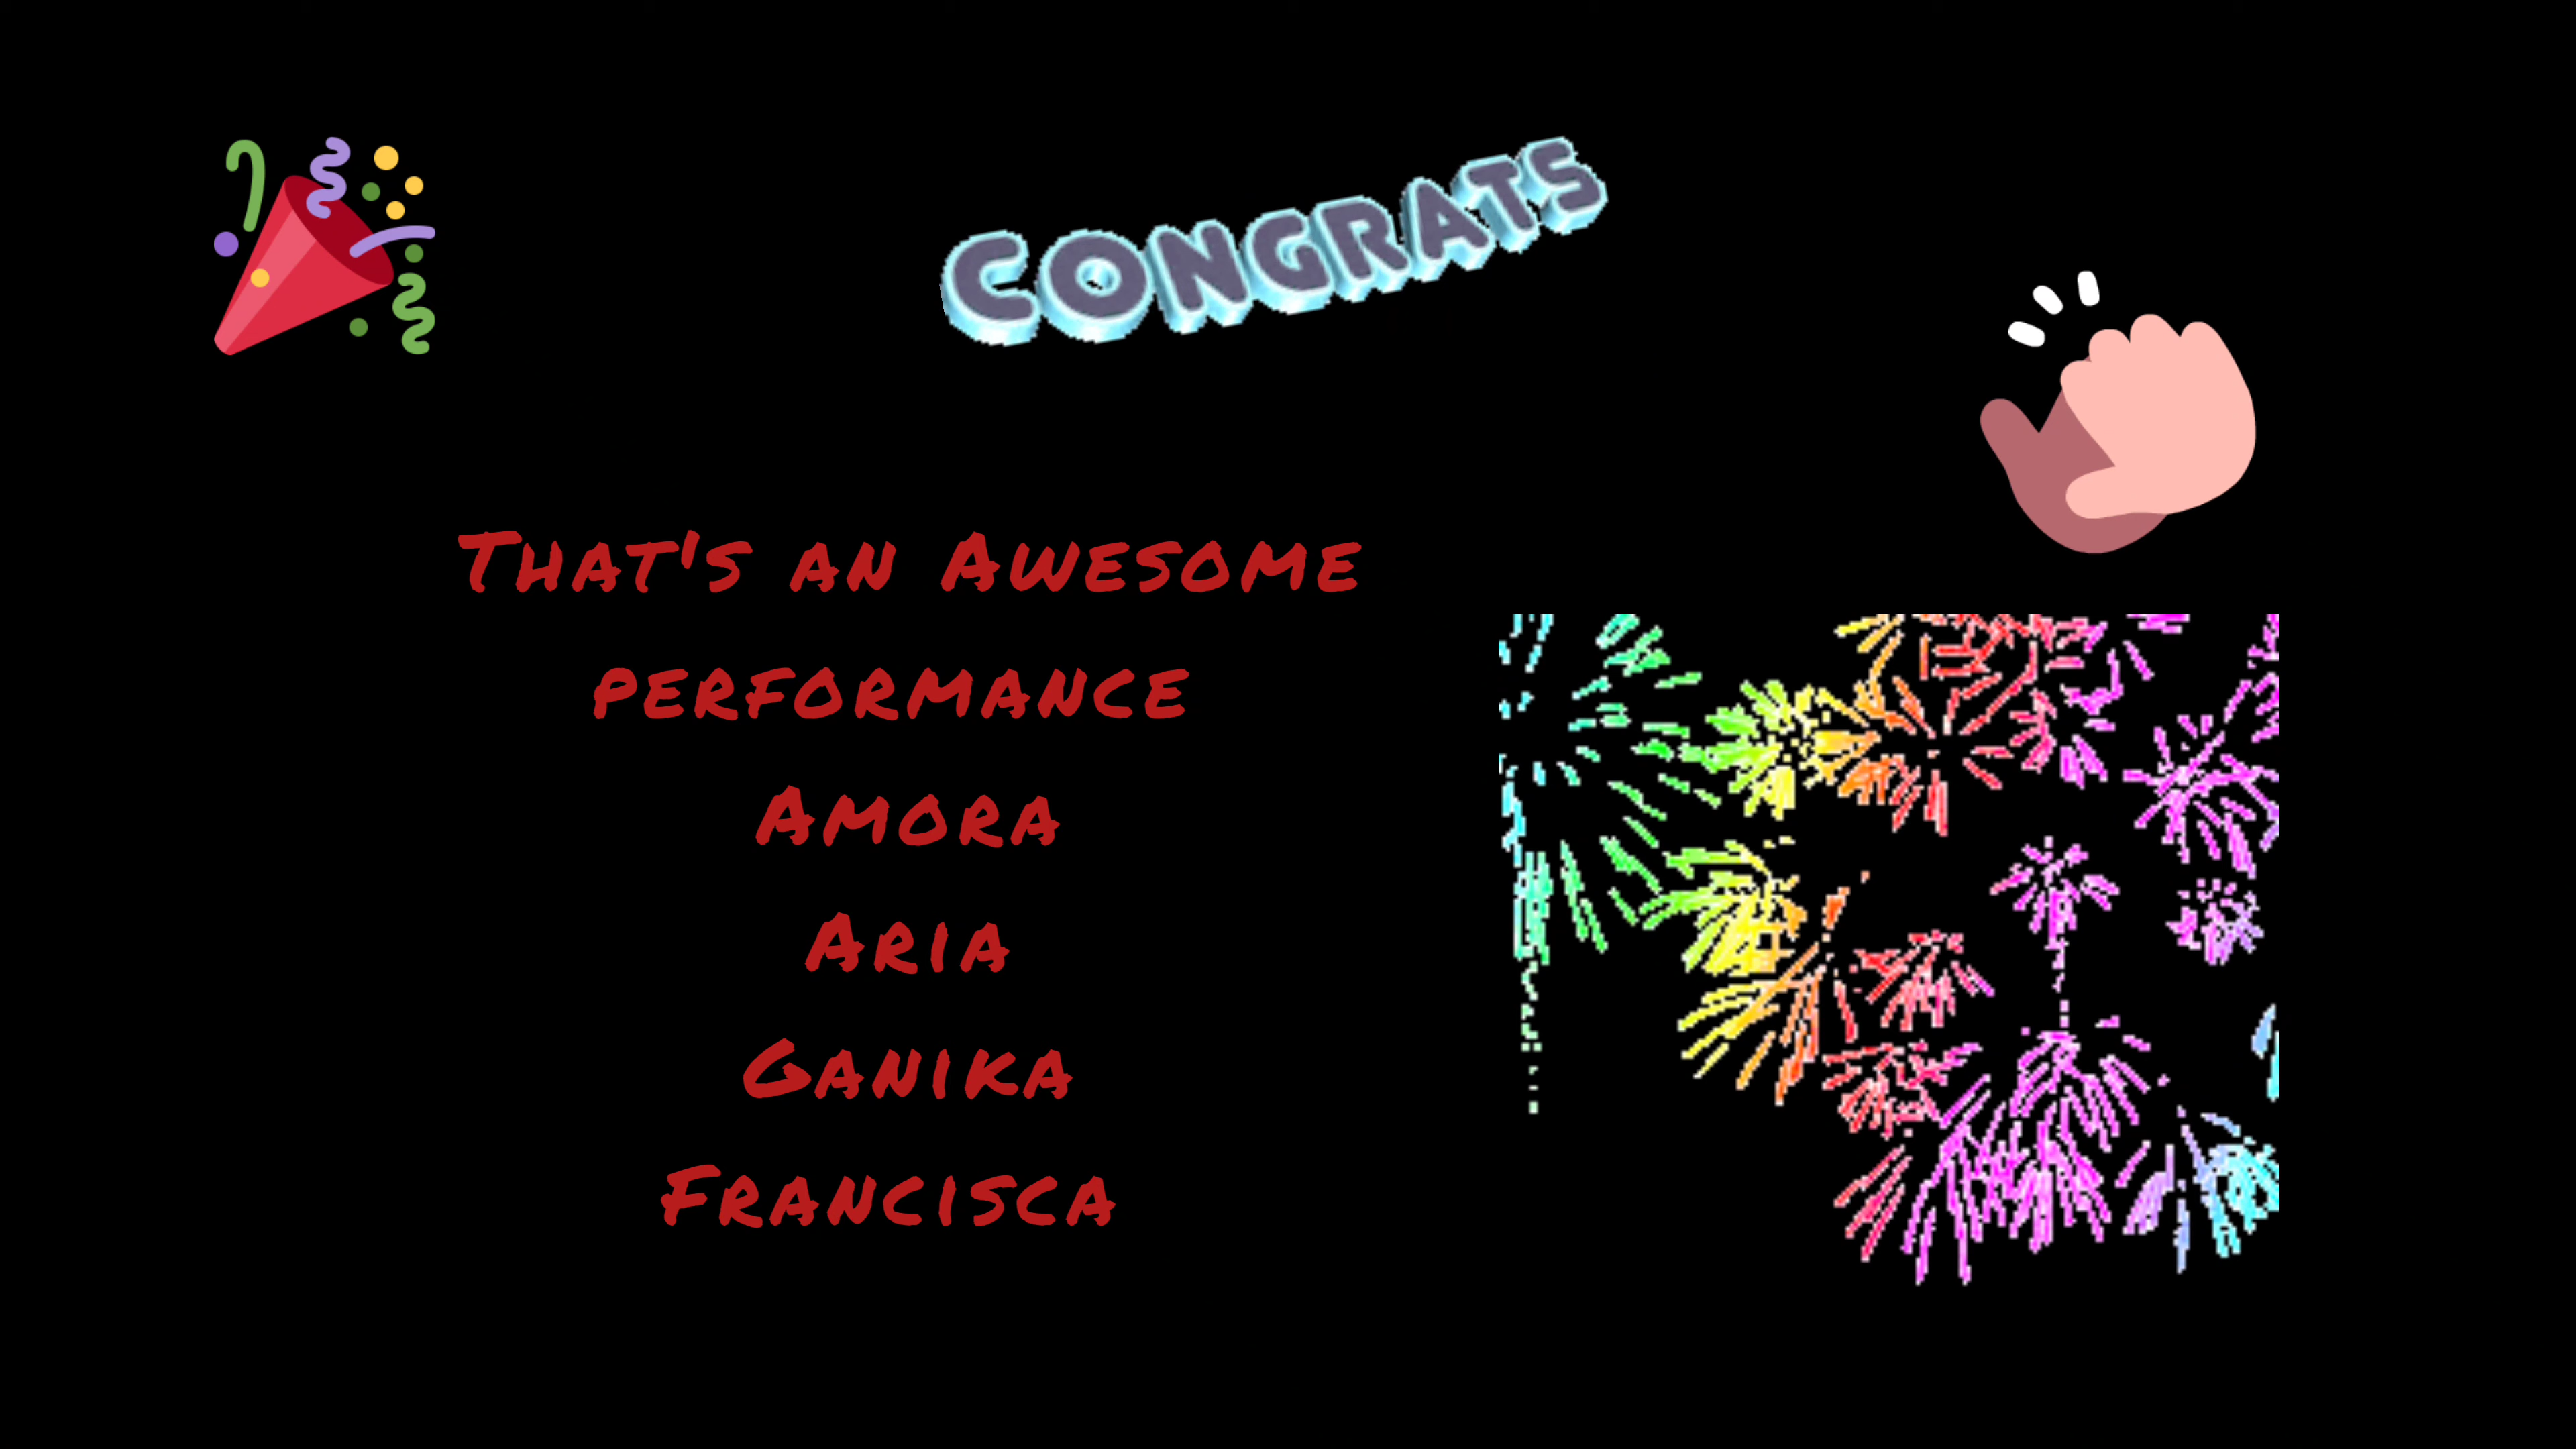 CONGRATS
That's an Awesome
performance
Amora
Aria
Ganika
Francisca